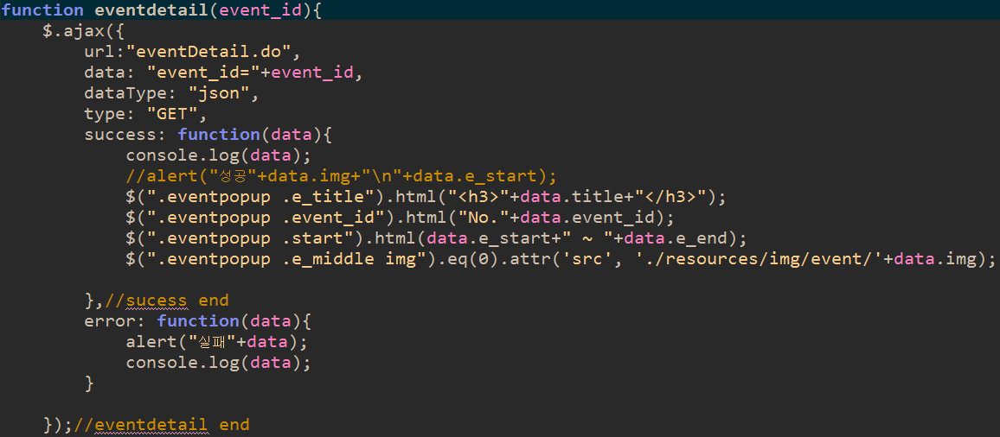 function eventdetail(event_id){
    $.ajax({
        url:"eventDetail.do",
        data: "event_id="+event_id,
        dataType: "json",
        type: "GET",
        success: function(data){
            console.log(data);
            //alert("성공"+data.img+"\n"+data.e_start);
            $(".eventpopup .e_title").html("<h3>"+data.title+"</h3>");
            $(".eventpopup .event_id").html("No."+data.event_id);
            $(".eventpopup .start").html(data.e_start+" ~ "+data.e_end);
            $(".eventpopup .e_middle img").eq(0).attr('src', './resources/img/event/'+data.img);
        },//sucess end
        error: function(data){
            alert("실패"+data);
            console.log(data);
        }
    });//eventdetail end